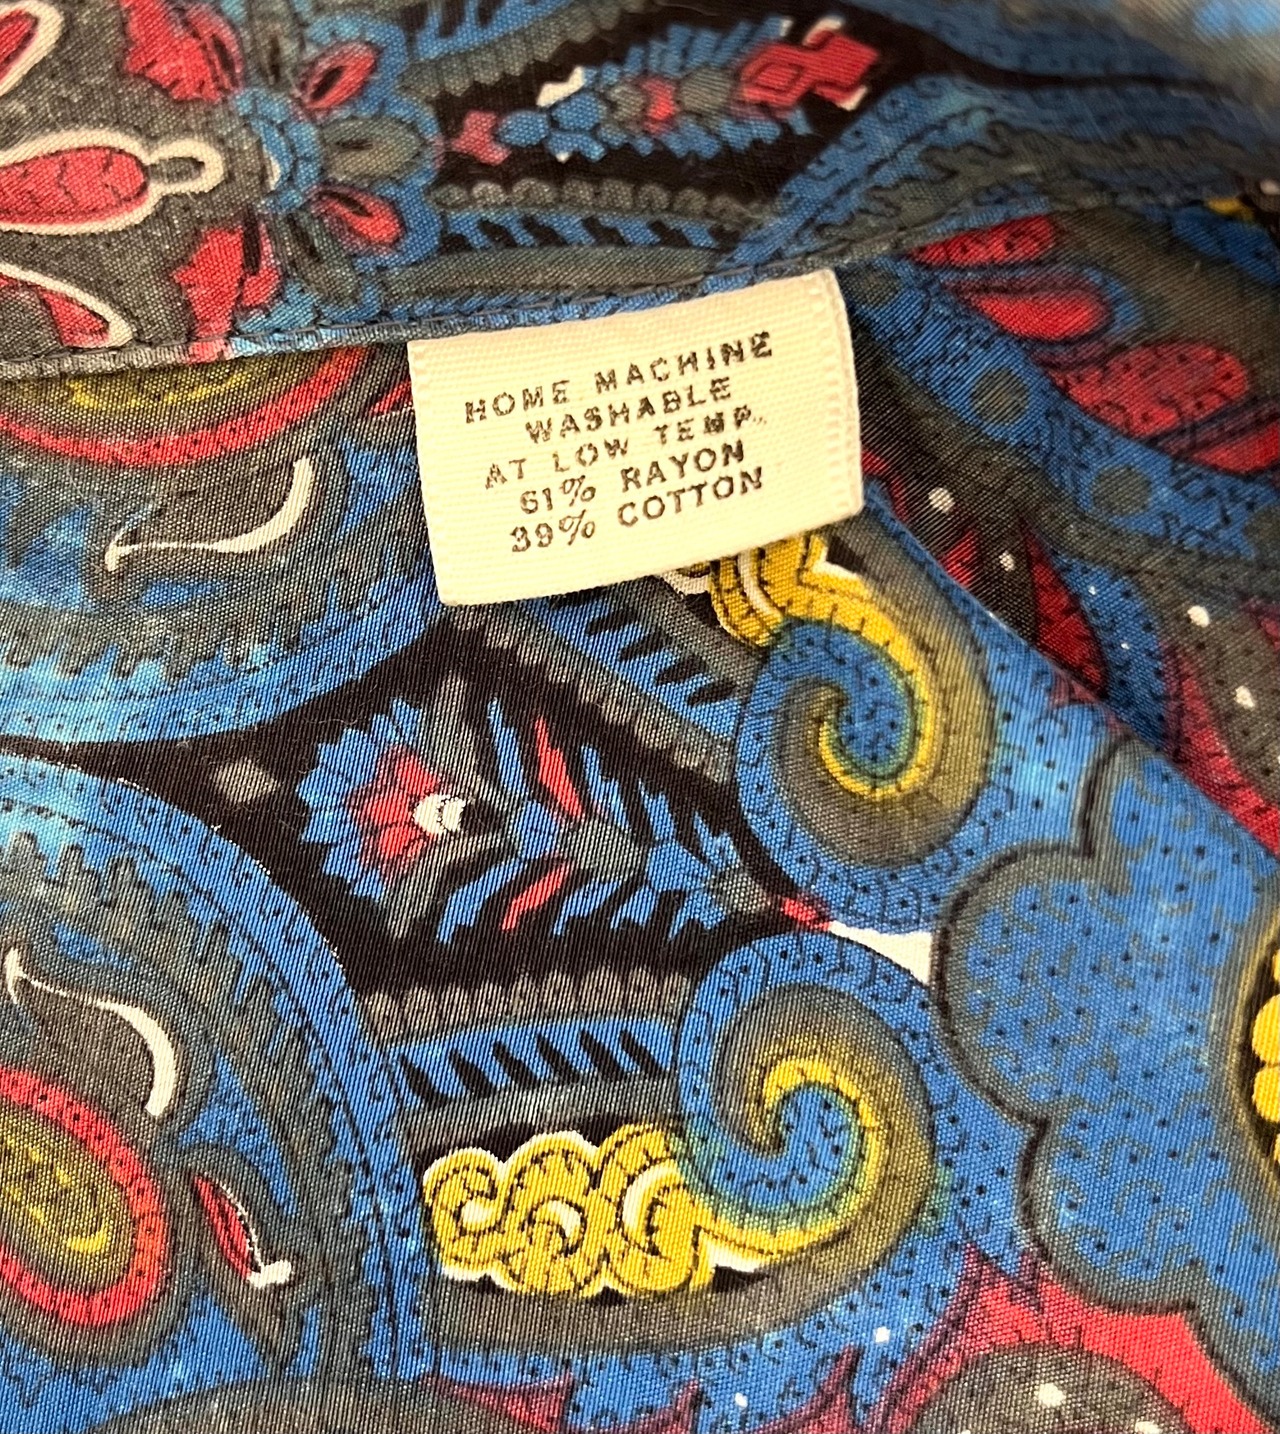 HOME MACHINE
WASHABLE
AT LOW TEMP.
61% RAYON
39% COTTON